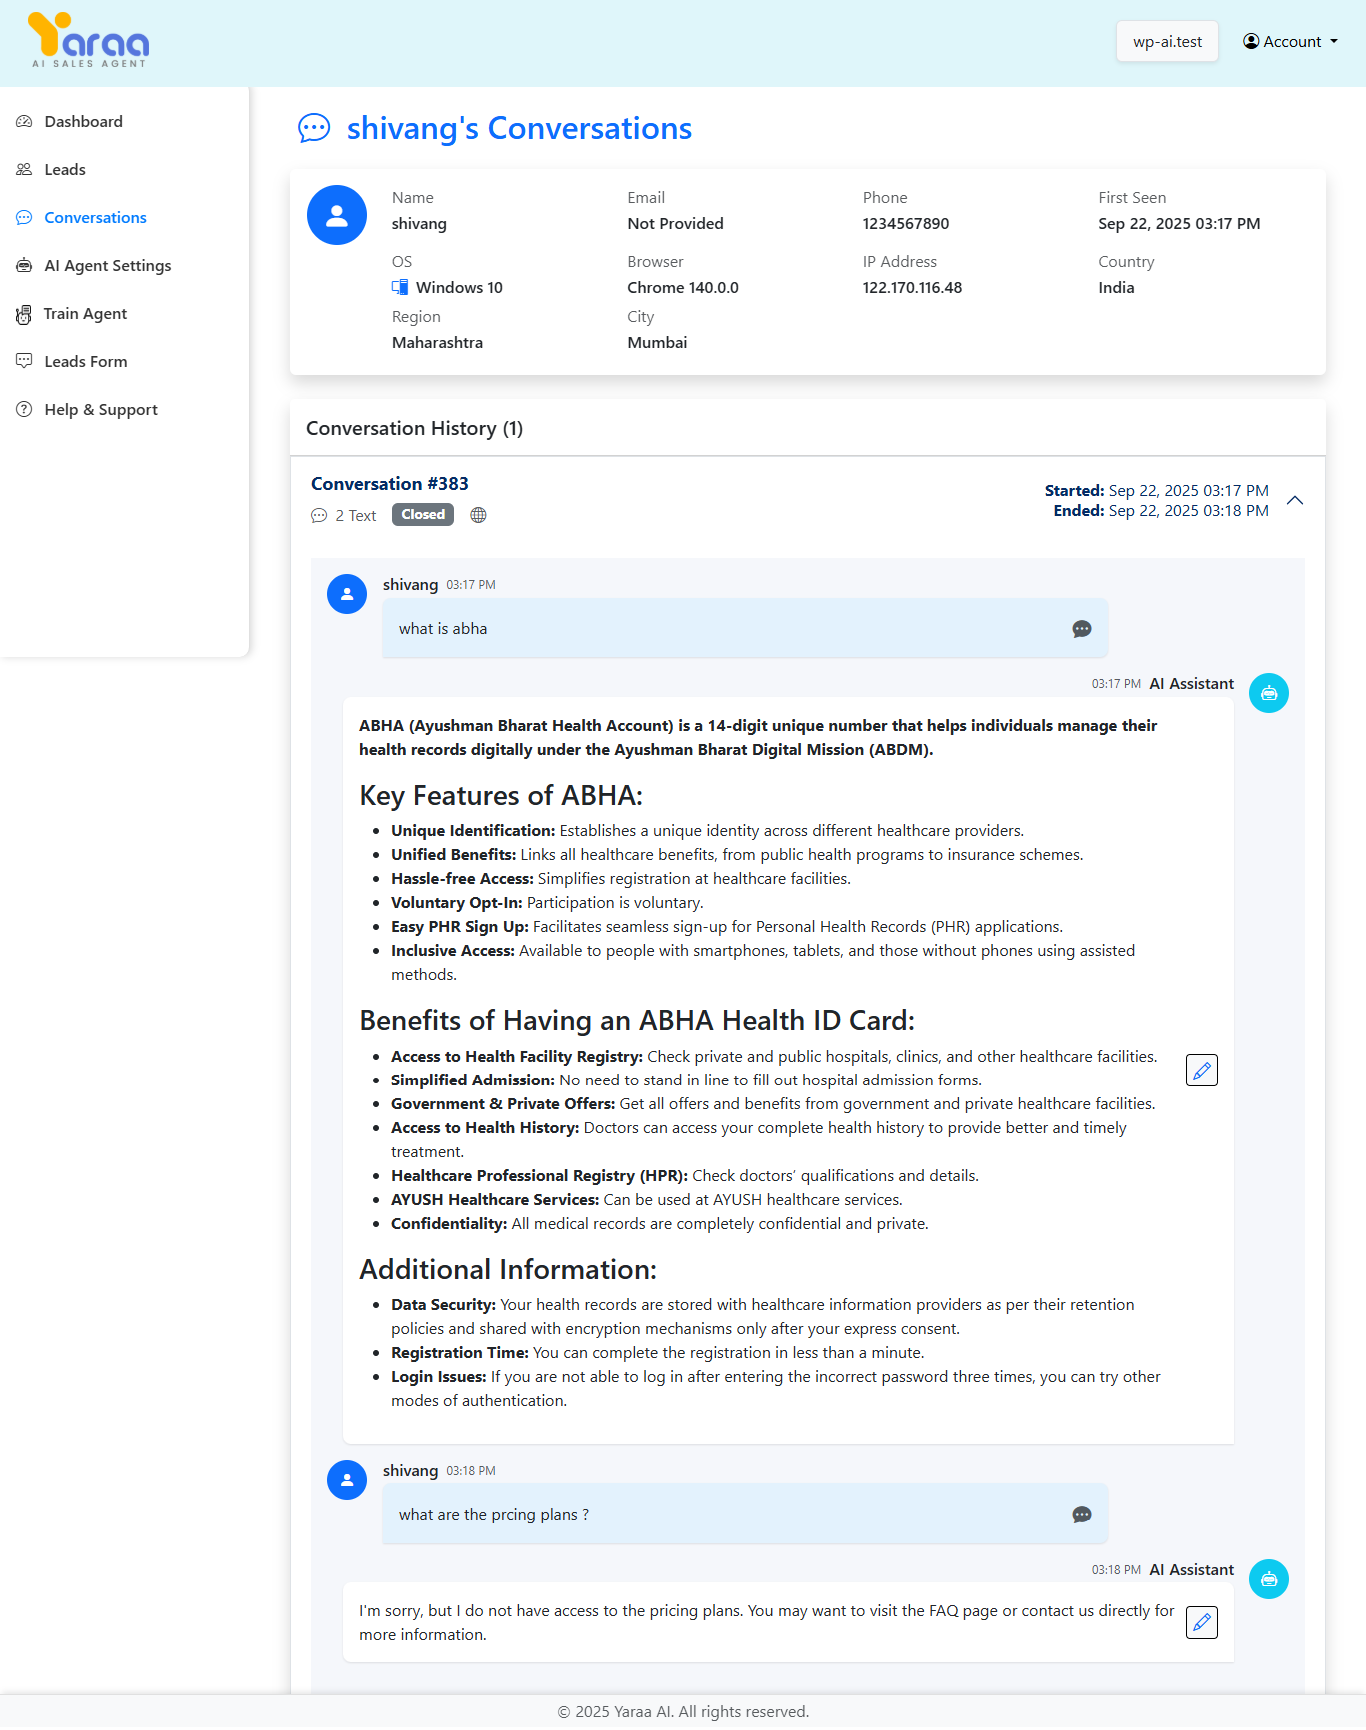 Yaraa
AI SALES AGENT
wp-ai.test
Account
Dashboard
Leads
Conversations
AI Agent Settings
Train Agent
Leads Form
Help & Support
shivang's Conversations
Name
shivang
Email
Not Provided
Phone
1234567890
First Seen
Sep 22, 2025 03:17 PM
OS
Windows 10
Browser
Chrome 140.0.0
IP Address
122.170.116.48
Country
India
Region
Maharashtra
City
Mumbai
Conversation History (1)
Conversation #383
2 Text Closed
Started: Sep 22, 2025 03:17 PM
Ended: Sep 22, 2025 03:18 PM
shivang 03:17 PM
what is abha
03:17 PM AI Assistant
ABHA (Ayushman Bharat Health Account) is a 14-digit unique number that helps individuals manage their
health records digitally under the Ayushman Bharat Digital Mission (ABDM).
Key Features of ABHA:
• Unique Identification: Establishes a unique identity across different healthcare providers.
• Unified Benefits: Links all healthcare benefits, from public health programs to insurance schemes.
• Hassle-free Access: Simplifies registration at healthcare facilities.
• Voluntary Opt-In: Participation is voluntary.
• Easy PHR Sign Up: Facilitates seamless sign-up for Personal Health Records (PHR) applications.
• Inclusive Access: Available to people with smartphones, tablets, and those without phones using assisted
methods.
Benefits of Having an ABHA Health ID Card:
• Access to Health Facility Registry: Check private and public hospitals, clinics, and other healthcare facilities.
• Simplified Admission: No need to stand in line to fill out hospital admission forms.
• Government & Private Offers: Get all offers and benefits from government and private healthcare facilities.
• Access to Health History: Doctors can access your complete health history to provide better and timely
treatment.
• Healthcare Professional Registry (HPR): Check doctors' qualifications and details.
• AYUSH Healthcare Services: Can be used at AYUSH healthcare services.
• Confidentiality: All medical records are completely confidential and private.
Additional Information:
• Data Security: Your health records are stored with healthcare information providers as per their retention
policies and shared with encryption mechanisms only after your express consent.
• Registration Time: You can complete the registration in less than a minute.
• Login Issues: If you are not able to log in after entering the incorrect password three times, you can try other
modes of authentication.
shivang 03:18 PM
what are the prcing plans ?
03:18 PM AI Assistant
I'm sorry, but I do not have access to the pricing plans. You may want to visit the FAQ page or contact us directly for
more information.
© 2025 Yaraa AI. All rights reserved.